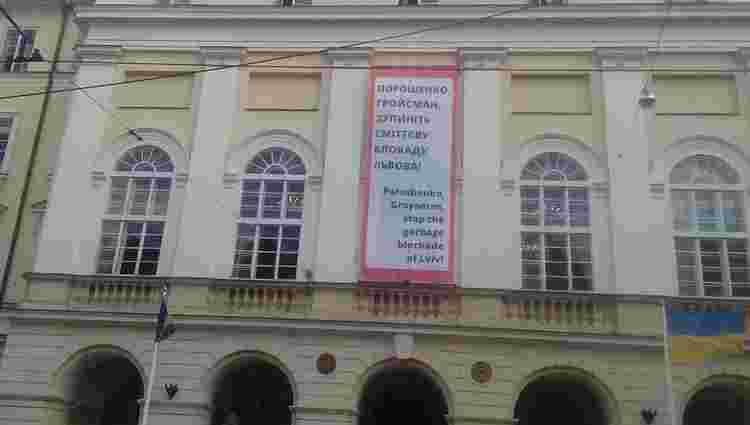 ПОРОШЕНКО
ГРОЙСМАН,
ЗУПИНІТЬ
СМІТТЄВУ
БЛОКАДУ
ЛЬВОВА!
Poroshenko,
Groysman,
stop the
garbage
blockade
of Lviv!